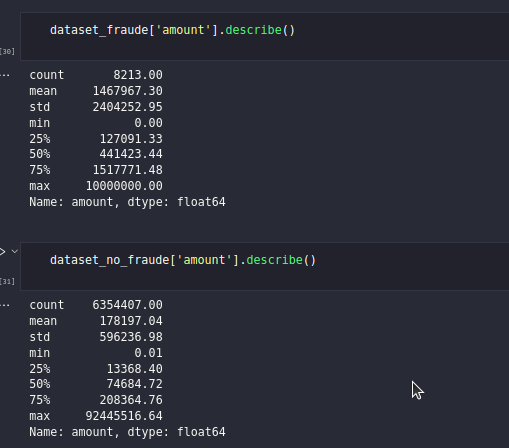 dataset_fraude['amount'].describe()
[30]
... count 8213.00
mean 1467967.30
std 2404252.95
min 0.00
25% 127091.33
50% 441423.44
75% 1517771.48
max 10000000.00
Name: amount, dtype: float64
dataset_no_fraude['amount'].describe()
[31]
... count 6354407.00
mean 178197.04
std 596236.98
min 0.01
25% 13368.40
50% 74684.72
75% 208364.76
max 92445516.64
Name: amount, dtype: float64